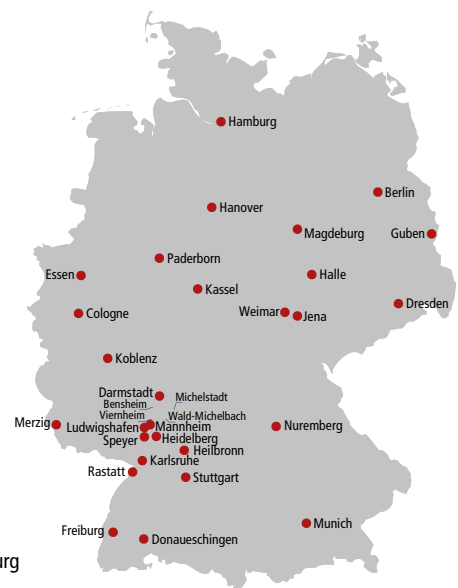 Hamburg
Berlin
Hanover
Magdeburg
Guben
Paderborn
Essen
Halle
Kassel
Dresden
Cologne
Weimar
Jena
Koblenz
Darmstadt
Michelstadt
Bensheim
Viernheim
Wald-Michelbach
Merzig
Ludwigshafen
Mannheim
Nuremberg
Speyer
Heidelberg
Heilbronn
Karlsruhe
Rastatt
Stuttgart
Munich
Freiburg
Donaueschingen
urg